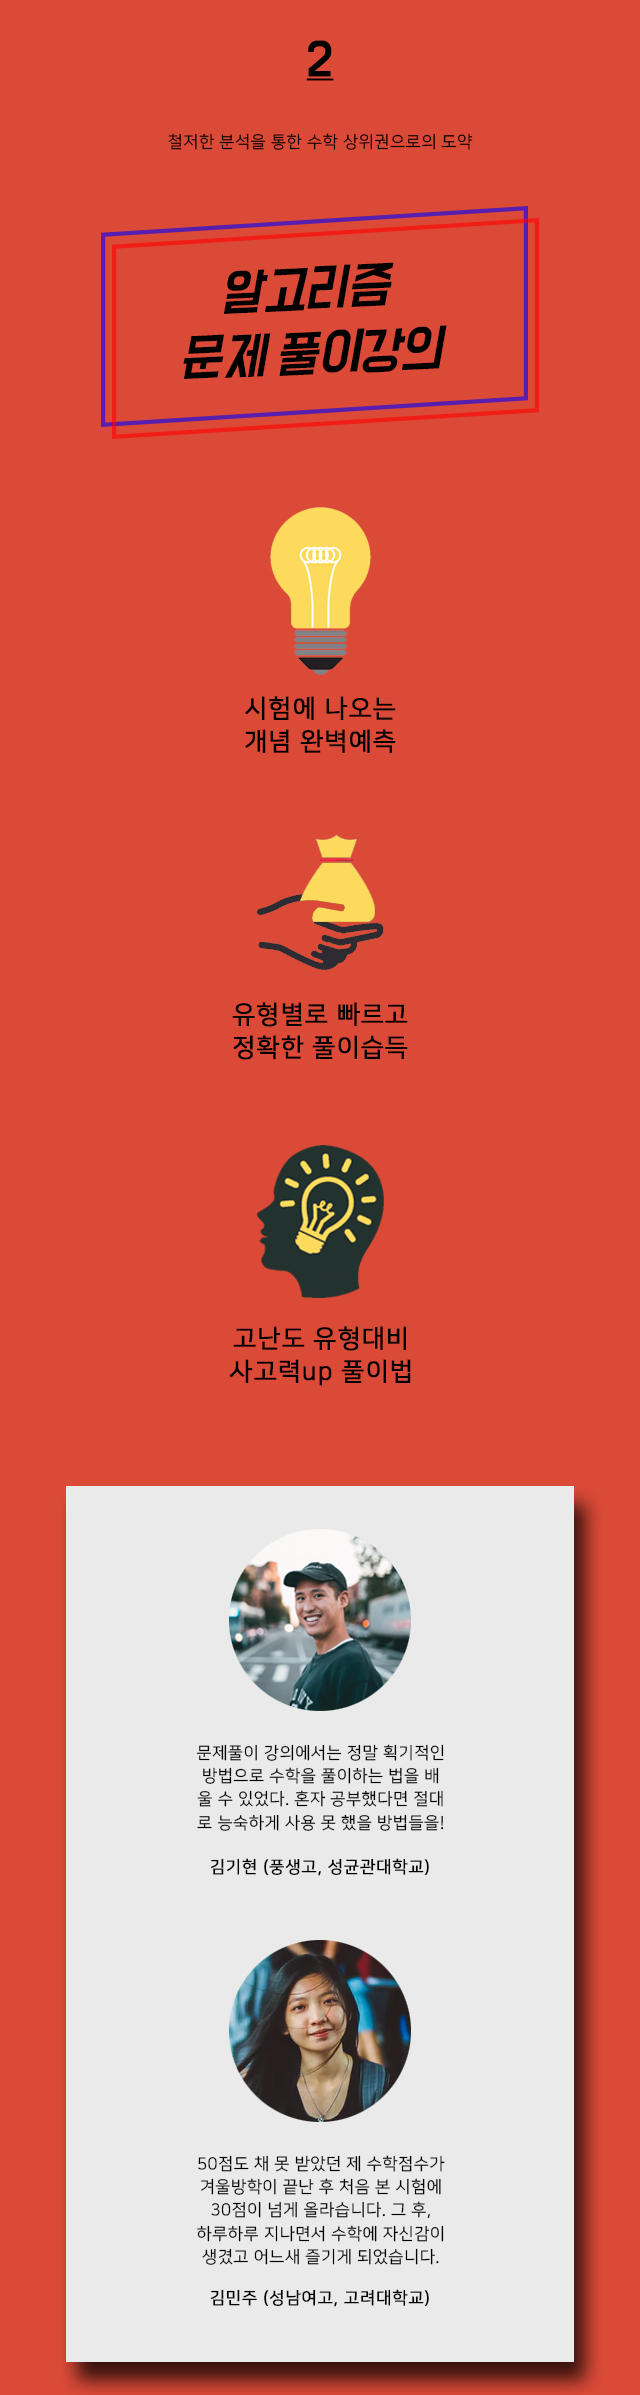 2
철저한 분석을 통한 수학 상위권으로의 도약
알고리즘
문제 풀이강의
시험에 나오는
개념 완벽예측
유형별로 빠르고
정확한 풀이습득
고난도 유형대비
사고력up 풀이법
문제풀이 강의에서는 정말 획기적인
방법으로 수학을 풀이하는 법을 배
울 수 있었다. 혼자 공부했다면 절대
로 능숙하게 사용 못 했을 방법들을!
김기현 (풍생고, 성균관대학교)
50점도 채 못 받았던 제 수학점수가
겨울방학이 끝난 후 처음 본 시험에
30점이 넘게 올라습니다. 그 후,
하루하루 지나면서 수학에 자신감이
생겼고 어느새 즐기게 되었습니다.
김민주 (성남여고, 고려대학교)